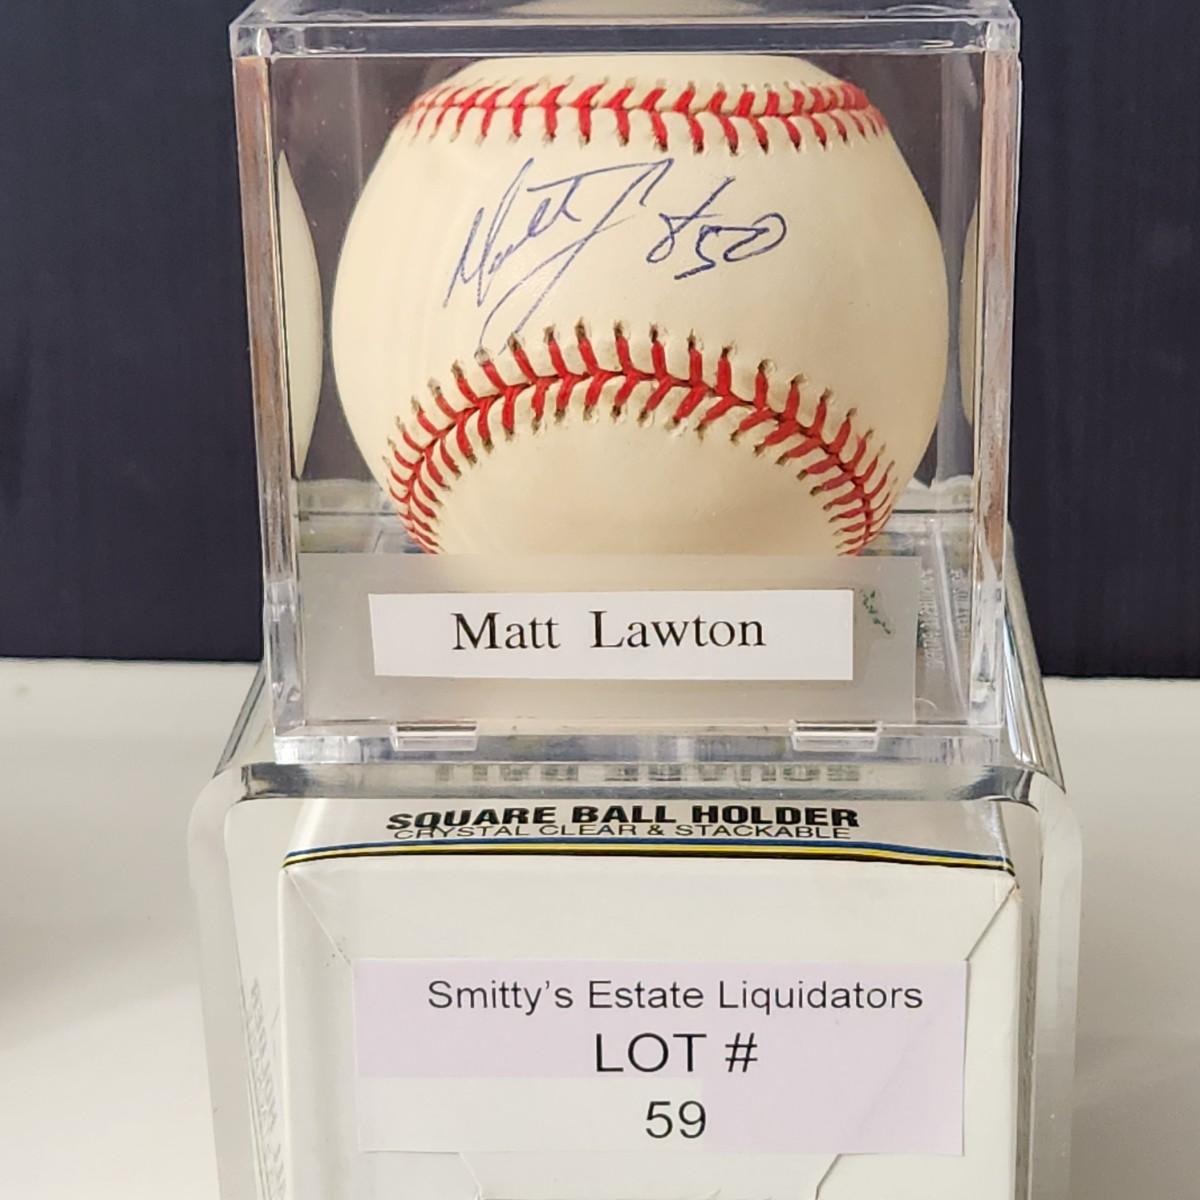 Matt L #50
Matt Lawton
SQUARE BALL HOLDER
CRYSTAL CLEAR & STACKABLE
Smitty's Estate Liquidators
LOT #
59